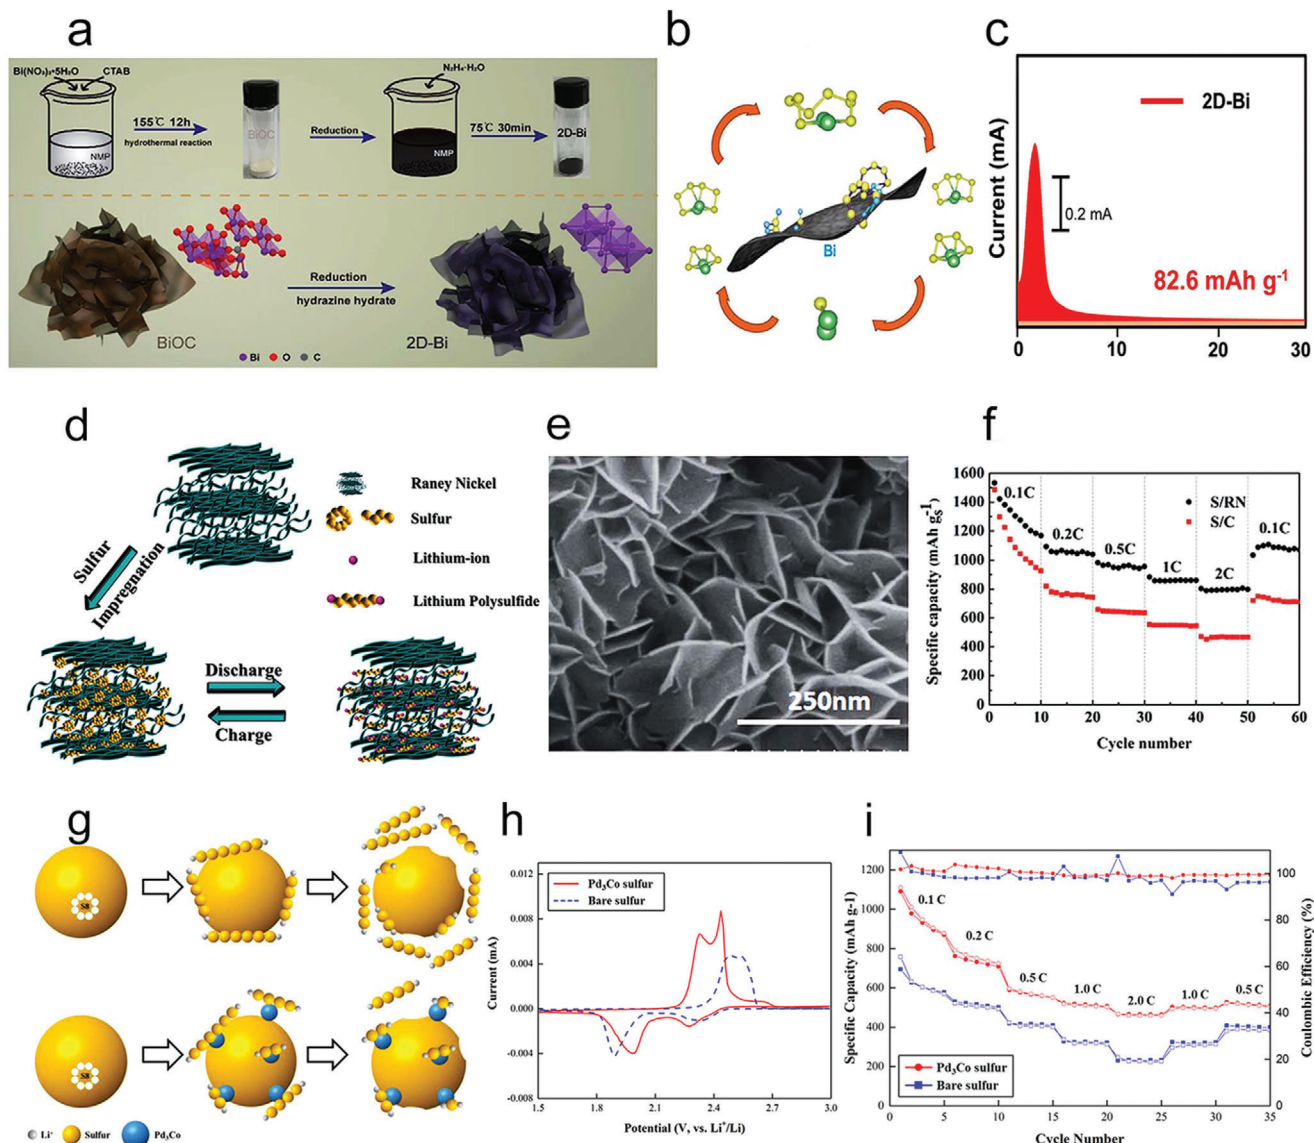 a
Bi(NO₃)₃•5H₂O CTAB
155℃ 12h
hydrothermal reaction
NMP
BiOC
Reduction
N₂H₄·H₂O
75℃ 30min
NMP
2D-Bi
Reduction
hydrazine hydrate
BiOC
2D-Bi
Bi O C
b
Bi
c
2D-Bi
Current (mA)
0.2 mA
82.6 mAh g⁻¹
0 10 20 30
d
Sulfur
Impregnation
Raney Nickel
Sulfur
Lithium-ion
Lithium Polysulfide
Discharge
Charge
e
250nm
f
Specific capacity (mAh gₛ⁻¹)
1600
1400
1200
1000
800
600
400
200
0
0.1C
0.2C
0.5C
1C
2C
0.1C
S/RN
S/C
0 10 20 30 40 50 60
Cycle number
g
S8
S8
Li⁺ Sulfur Pd₃Co
h
Current (mA)
0.012
0.008
0.004
0.000
-0.004
-0.008
Pd₃Co sulfur
Bare sulfur
1.5 1.8 2.1 2.4 2.7 3.0
Potential (V, vs. Li⁺/Li)
i
Specific Capacity (mAh g-1)
1200
1000
800
600
400
200
0
0.1 C
0.2 C
0.5 C
1.0 C
2.0 C
1.0 C
0.5 C
Pd₃Co sulfur
Bare sulfur
100
80
60
40
20
0
Coulombic Efficiency (%)
0 5 10 15 20 25 30 35
Cycle Number